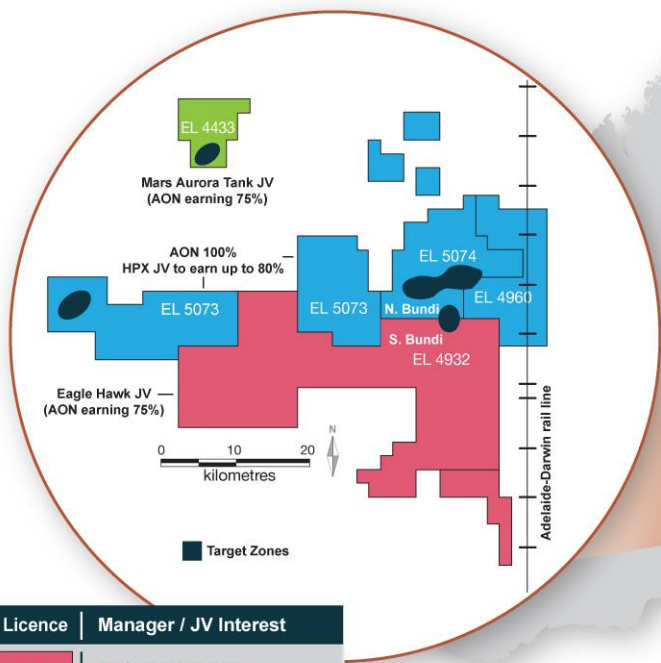 EL 4433
Mars Aurora Tank JV
(AON earning 75%)
AON 100%
HPX JV to earn up to 80%
EL 5074
EL 5073
EL 5073
EL 4960
N. Bundi
S. Bundi
EL 4932
Eagle Hawk JV
(AON earning 75%)
N
0 10 20
kilometres
Adelaide-Darwin rail line
Target Zones
Licence Manager / JV Interest